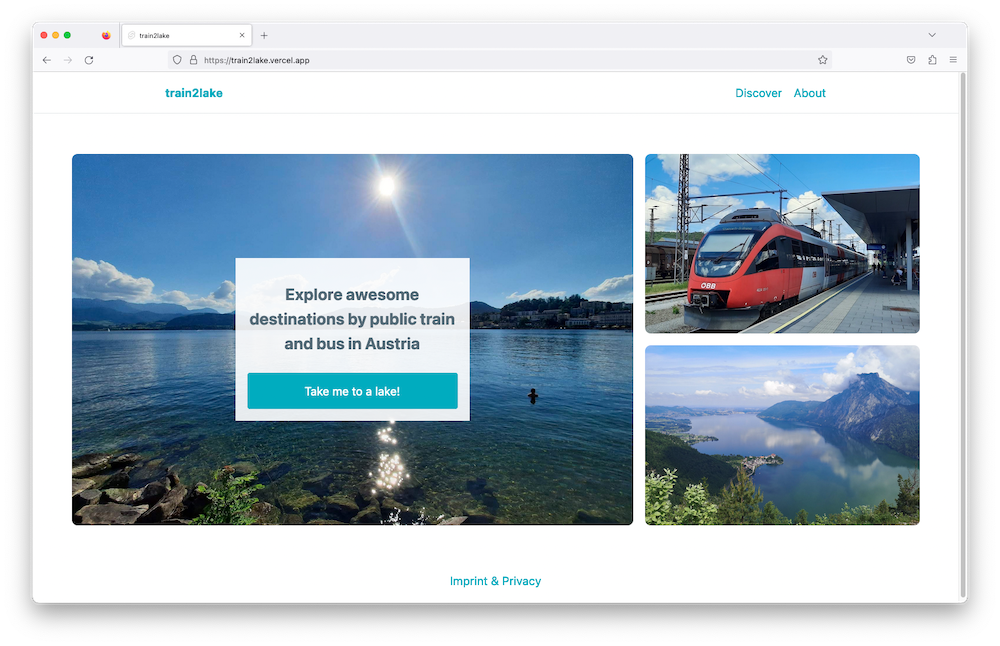 train2lake
https://train2lake.vercel.app
train2lake
Discover About
Explore awesome
destinations by public train
and bus in Austria
Take me to a lake!
ÖBB
Imprint & Privacy